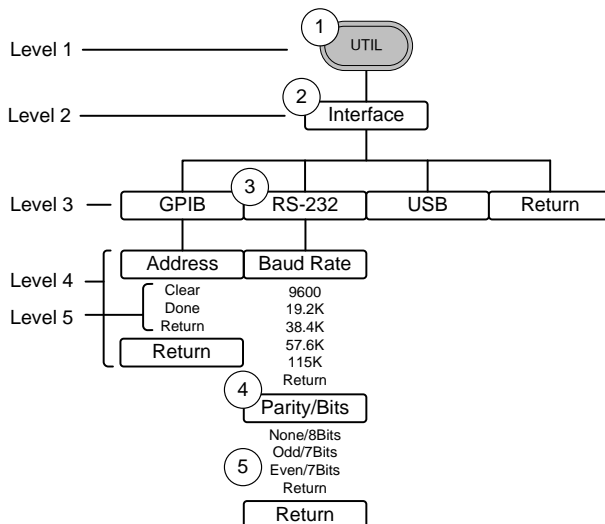 1
UTIL
Level 1
2
Interface
Level 2
3
Level 3
GPIB
RS-232
USB
Return
Address
Baud Rate
Level 4
Clear
Done
Return
Level 5
Return
9600
19.2K
38.4K
57.6K
115K
Return
4
Parity/Bits
None/8Bits
Odd/7Bits
5
Even/7Bits
Return
Return